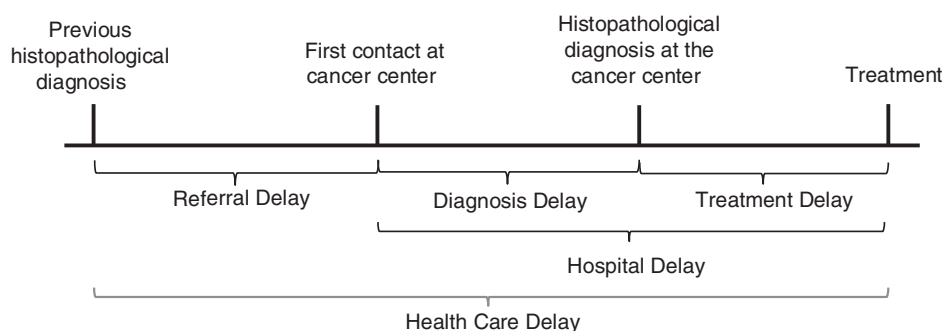 Previous
histopathological
diagnosis
First contact at
cancer center
Histopathological
diagnosis at the
cancer center
Treatment
Referral Delay
Diagnosis Delay
Treatment Delay
Hospital Delay
Health Care Delay